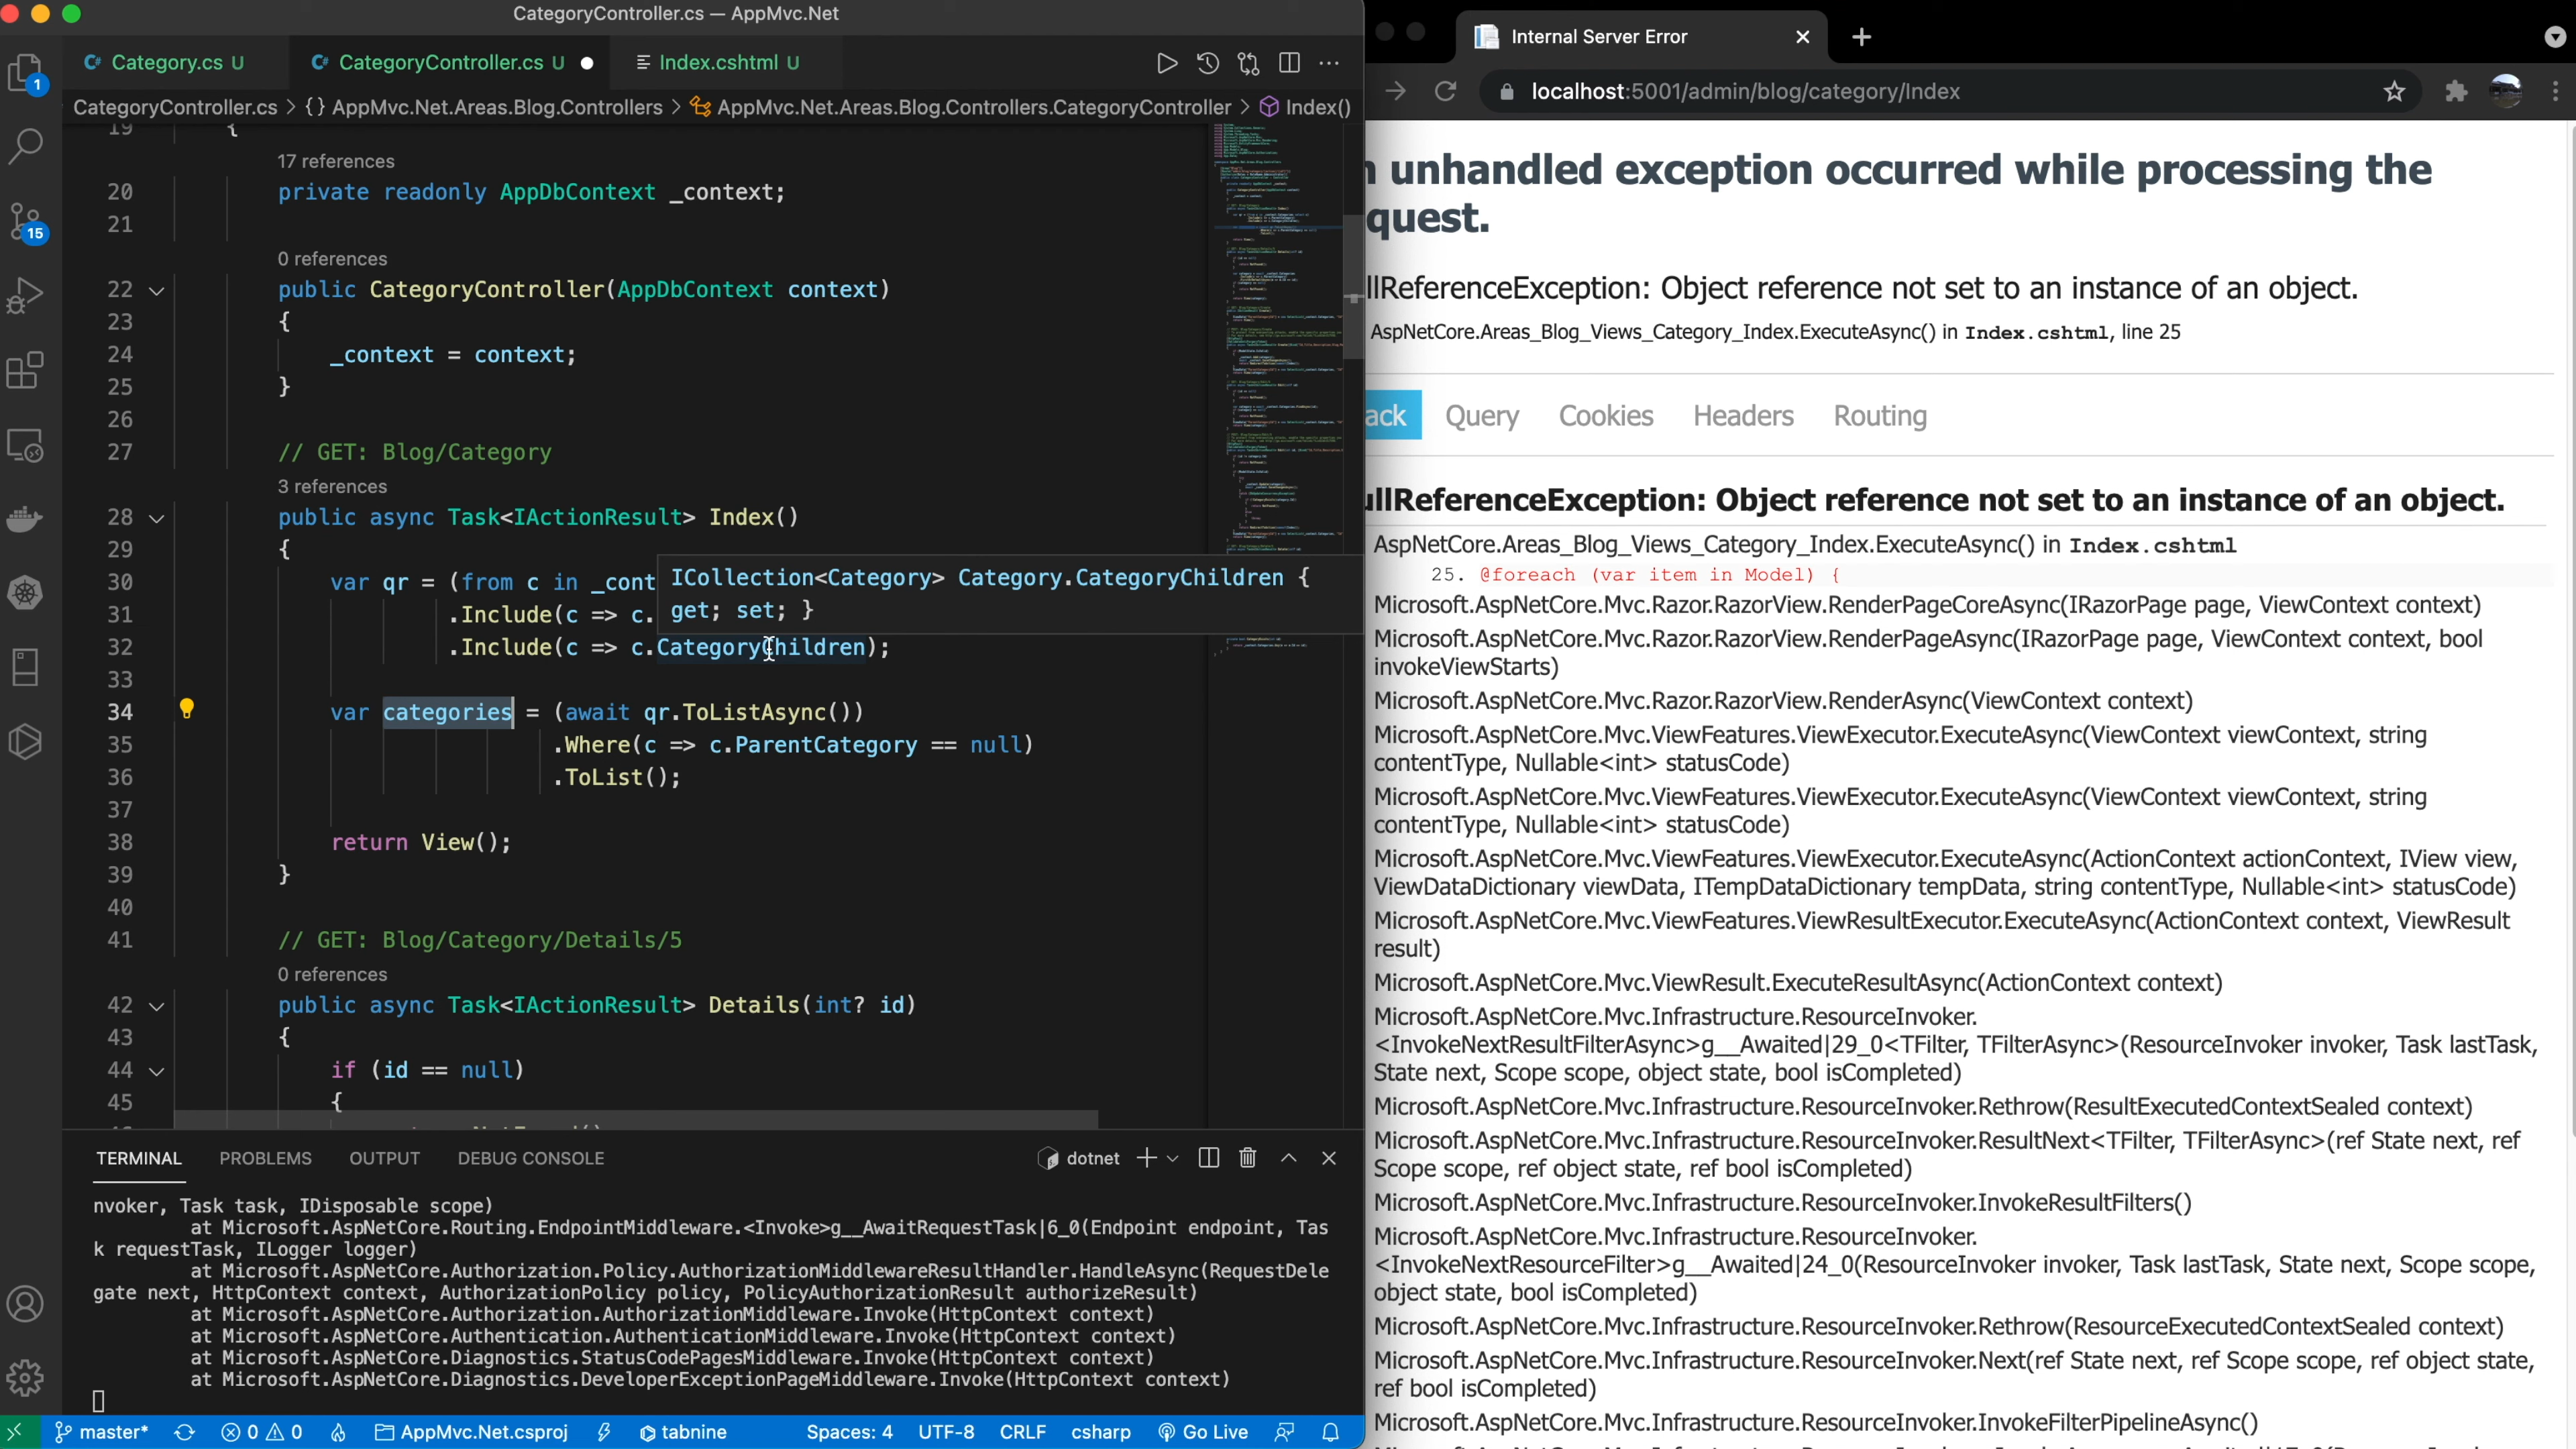 CategoryController.cs — AppMvc.Net
Category.cs U
CategoryController.cs U
Index.cshtml U
CategoryController.cs > {} AppMvc.Net.Areas.Blog.Controllers > AppMvc.Net.Areas.Blog.Controllers.CategoryController > Index()
19 {
17 references
20 private readonly AppDbContext _context;
21
0 references
22 public CategoryController(AppDbContext context)
23 {
24 _context = context;
25 }
26
27 // GET: Blog/Category
3 references
28 public async Task<IActionResult> Index()
29 {
30 var qr = (from c in _cont
ICollection<Category> Category.CategoryChildren {
get; set; }
31 .Include(c => c.
32 .Include(c => c.CategoryChildren);
33
34 var categories = (await qr.ToListAsync())
35 .Where(c => c.ParentCategory == null)
36 .ToList();
37
38 return View();
39 }
40
41 // GET: Blog/Category/Details/5
0 references
42 public async Task<IActionResult> Details(int? id)
43 {
44 if (id == null)
45 {
1
15
TERMINAL PROBLEMS OUTPUT DEBUG CONSOLE
dotnet
nvoker, Task task, IDisposable scope)
at Microsoft.AspNetCore.Routing.EndpointMiddleware.<Invoke>g__AwaitRequestTask|6_0(Endpoint endpoint, Tas
k requestTask, ILogger logger)
at Microsoft.AspNetCore.Authorization.Policy.AuthorizationMiddlewareResultHandler.HandleAsync(RequestDele
gate next, HttpContext context, AuthorizationPolicy policy, PolicyAuthorizationResult authorizeResult)
at Microsoft.AspNetCore.Authorization.AuthorizationMiddleware.Invoke(HttpContext context)
at Microsoft.AspNetCore.Authentication.AuthenticationMiddleware.Invoke(HttpContext context)
at Microsoft.AspNetCore.Diagnostics.StatusCodePagesMiddleware.Invoke(HttpContext context)
at Microsoft.AspNetCore.Diagnostics.DeveloperExceptionPageMiddleware.Invoke(HttpContext context)
master* 0 0 AppMvc.Net.csproj tabnine Spaces: 4 UTF-8 CRLF csharp Go Live
Internal Server Error
localhost:5001/admin/blog/category/Index
unhandled exception occurred while processing the
quest.
llReferenceException: Object reference not set to an instance of an object.
AspNetCore.Areas_Blog_Views_Category_Index.ExecuteAsync() in Index.cshtml, line 25
ack Query Cookies Headers Routing
ullReferenceException: Object reference not set to an instance of an object.
AspNetCore.Areas_Blog_Views_Category_Index.ExecuteAsync() in Index.cshtml
25. @foreach (var item in Model) {
Microsoft.AspNetCore.Mvc.Razor.RazorView.RenderPageCoreAsync(IRazorPage page, ViewContext context)
Microsoft.AspNetCore.Mvc.Razor.RazorView.RenderPageAsync(IRazorPage page, ViewContext context, bool
invokeViewStarts)
Microsoft.AspNetCore.Mvc.Razor.RazorView.RenderAsync(ViewContext context)
Microsoft.AspNetCore.Mvc.ViewFeatures.ViewExecutor.ExecuteAsync(ViewContext viewContext, string
contentType, Nullable<int> statusCode)
Microsoft.AspNetCore.Mvc.ViewFeatures.ViewExecutor.ExecuteAsync(ViewContext viewContext, string
contentType, Nullable<int> statusCode)
Microsoft.AspNetCore.Mvc.ViewFeatures.ViewExecutor.ExecuteAsync(ActionContext actionContext, IView view,
ViewDataDictionary viewData, ITempDataDictionary tempData, string contentType, Nullable<int> statusCode)
Microsoft.AspNetCore.Mvc.ViewFeatures.ViewResultExecutor.ExecuteAsync(ActionContext context, ViewResult
result)
Microsoft.AspNetCore.Mvc.ViewResult.ExecuteResultAsync(ActionContext context)
Microsoft.AspNetCore.Mvc.Infrastructure.ResourceInvoker.
<InvokeNextResultFilterAsync>g__Awaited|29_0<TFilter, TFilterAsync>(ResourceInvoker invoker, Task lastTask,
State next, Scope scope, object state, bool isCompleted)
Microsoft.AspNetCore.Mvc.Infrastructure.ResourceInvoker.Rethrow(ResultExecutedContextSealed context)
Microsoft.AspNetCore.Mvc.Infrastructure.ResourceInvoker.ResultNext<TFilter, TFilterAsync>(ref State next, ref
Scope scope, ref object state, ref bool isCompleted)
Microsoft.AspNetCore.Mvc.Infrastructure.ResourceInvoker.InvokeResultFilters()
Microsoft.AspNetCore.Mvc.Infrastructure.ResourceInvoker.
<InvokeNextResourceFilter>g__Awaited|24_0(ResourceInvoker invoker, Task lastTask, State next, Scope scope,
object state, bool isCompleted)
Microsoft.AspNetCore.Mvc.Infrastructure.ResourceInvoker.Rethrow(ResourceExecutedContextSealed context)
Microsoft.AspNetCore.Mvc.Infrastructure.ResourceInvoker.Next(ref State next, ref Scope scope, ref object state,
ref bool isCompleted)
Microsoft.AspNetCore.Mvc.Infrastructure.ResourceInvoker.InvokeFilterPipelineAsync()